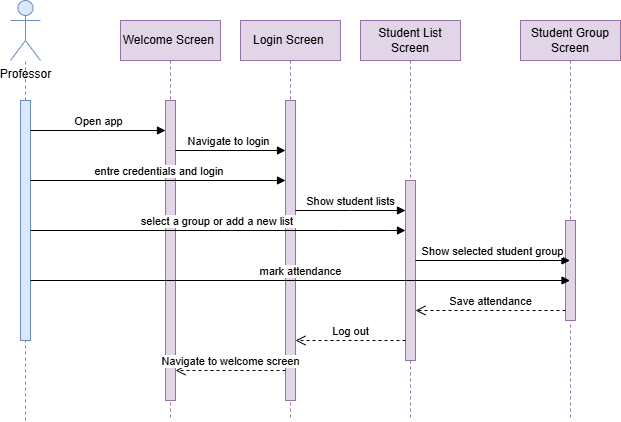 Welcome Screen
Login Screen
Student List
Screen
Student Group
Screen
Professor
Open app
Navigate to login
entre credentials and login
Show student lists
select a group or add a new list
Show selected student group
mark attendance
Save attendance
Log out
Navigate to welcome screen